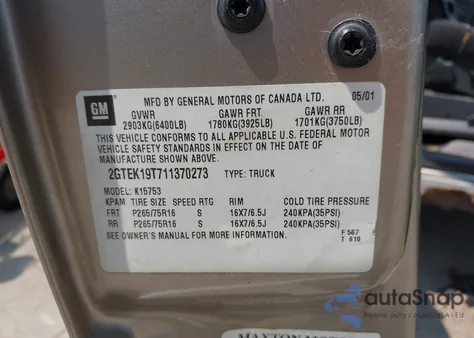 GM
MFD BY GENERAL MOTORS OF CANADA LTD. 05/01
GVWR GAWR FRT GAWR RR
2903KG(6400LB) 1780KG(3925LB) 1701KG(3750LB)
THIS VEHICLE CONFORMS TO ALL APPLICABLE U.S. FEDERAL MOTOR
VEHICLE SAFETY STANDARDS IN EFFECT ON THE DATE OF
MANUFACTURE SHOWN ABOVE.
2GTEK19T711370273 TYPE: TRUCK
MODEL: K15753
KPAM TIRE SIZE SPEED RTG RIM COLD TIRE PRESSURE
FRT P265/75R16 S 16X7/6.5J 240KPA(35PSI)
RR P265/75R16 S 16X7/6.5J 240KPA(35PSI)
SEE OWNER'S MANUAL FOR MORE INFORMATION.
F 567
T 610
autoSnap